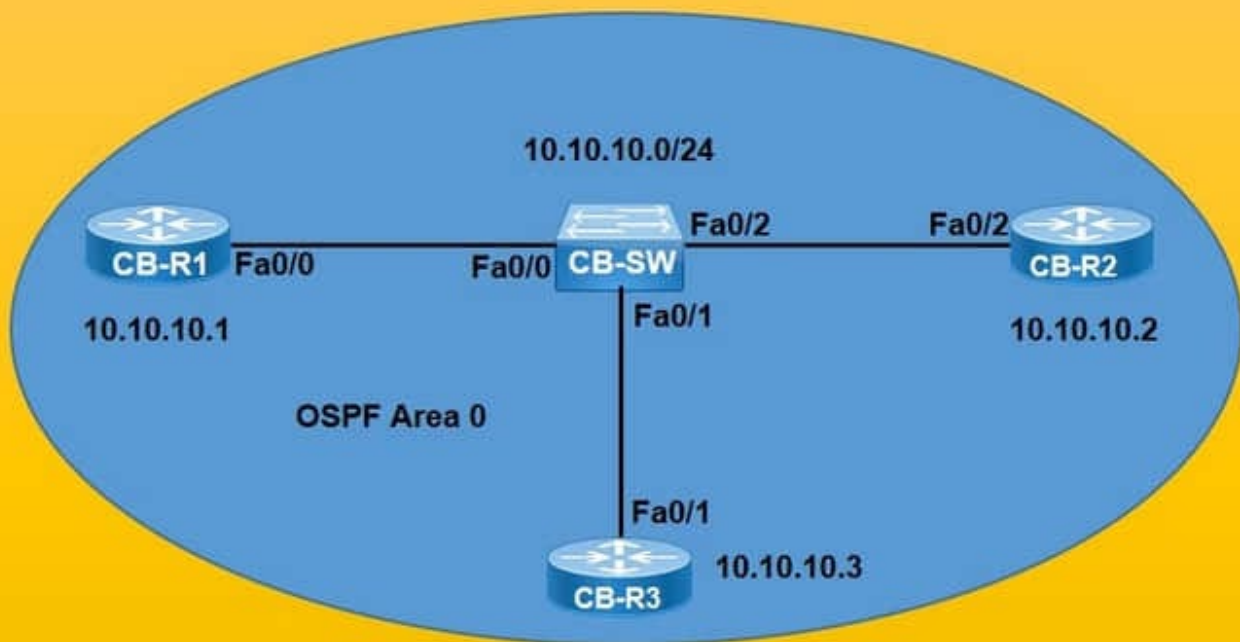 10.10.10.0/24
CB-R1
Fa0/0
Fa0/0
CB-SW
Fa0/2
Fa0/2
CB-R2
10.10.10.1
Fa0/1
10.10.10.2
OSPF Area 0
Fa0/1
CB-R3
10.10.10.3